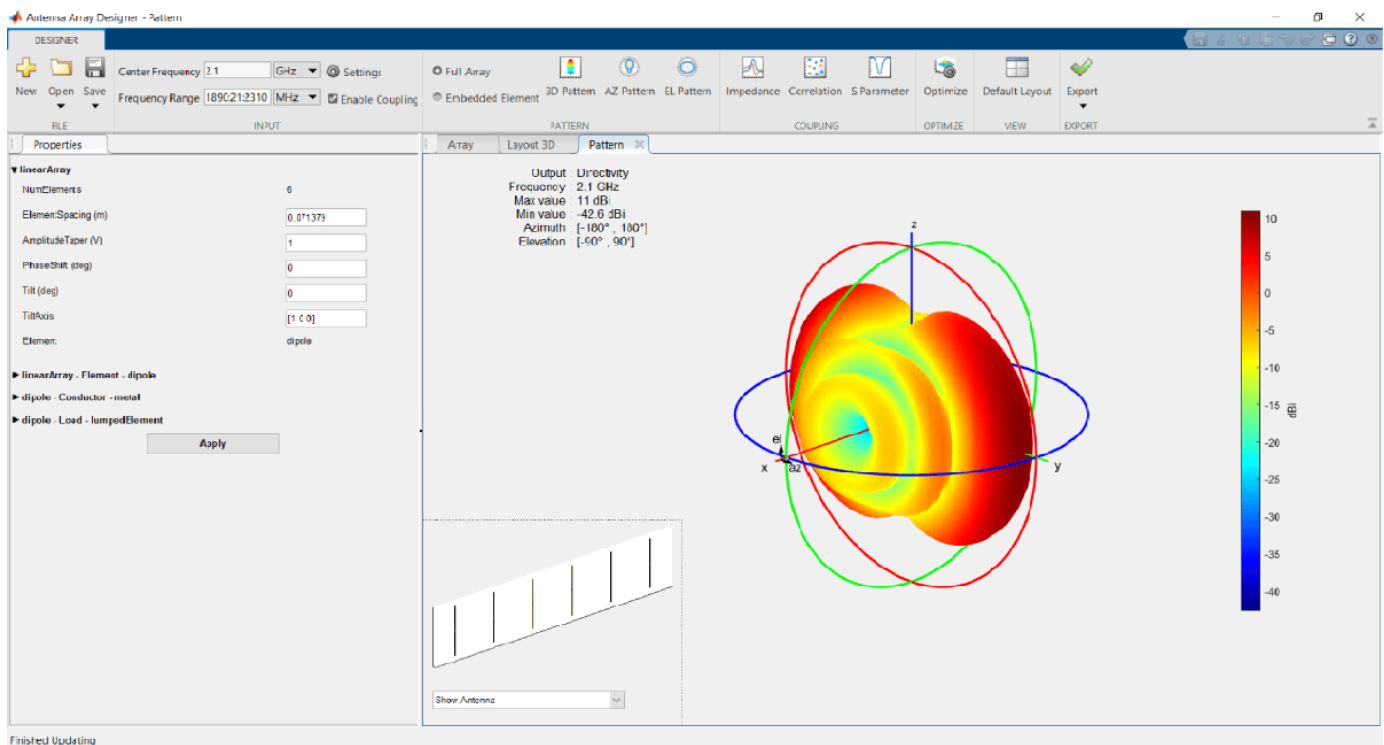 Antenna Array Designer - Pattern
DESIGNER
New
Open
Save
FILE
Center Frequency 2.1 GHz Settings
Frequency Range 1890:21:2310 MHz Enable Coupling
INPUT
Full Array
Embedded Element
3D Pattern
AZ Pattern
EL Pattern
PATTERN
Impedance
Correlation
S Parameter
COUPLING
Optimize
OPTIMIZE
Default Layout
VIEW
Export
EXPORT
Properties
linearArray
NumElements 6
ElementSpacing (m) 0.071379
AmplitudeTaper (V) 1
PhaseShift (deg) 0
Tilt (deg) 0
TiltAxis [1 0 0]
Element dipole
linearArray - Element - dipole
dipole - Conductor - metal
dipole - Load - lumpedElement
Apply
Array
Layout 3D
Pattern
Output : Directivity
Frequency : 2.1 GHz
Max value : 11 dBi
Min value : -42.6 dBi
Azimuth : [-180° , 180°]
Elevation : [-90° , 90°]
z
el
x
az
y
10
5
0
-5
-10
-15
-20
-25
-30
-35
-40
dBi
Show Antenna
Finished Updating